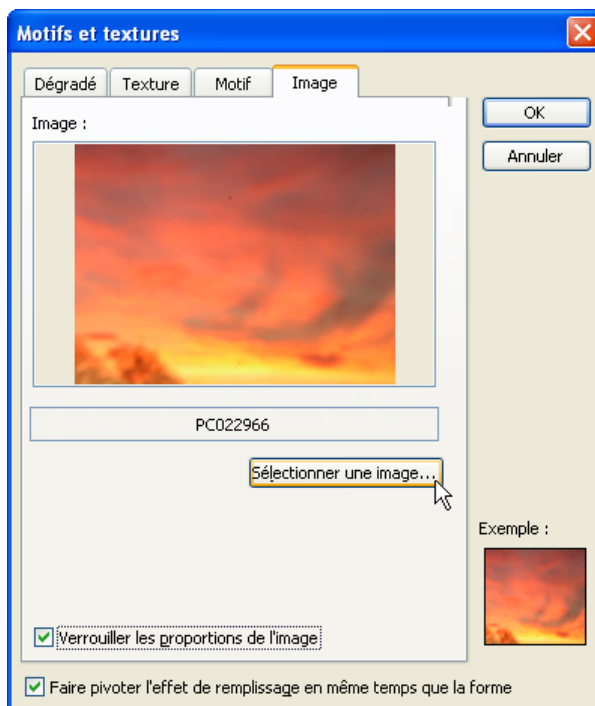 Motifs et textures
Dégradé Texture Motif Image
OK
Annuler
Image :
PC022966
Sélectionner une image...
Exemple :
Verrouiller les proportions de l'image
Faire pivoter l'effet de remplissage en même temps que la forme